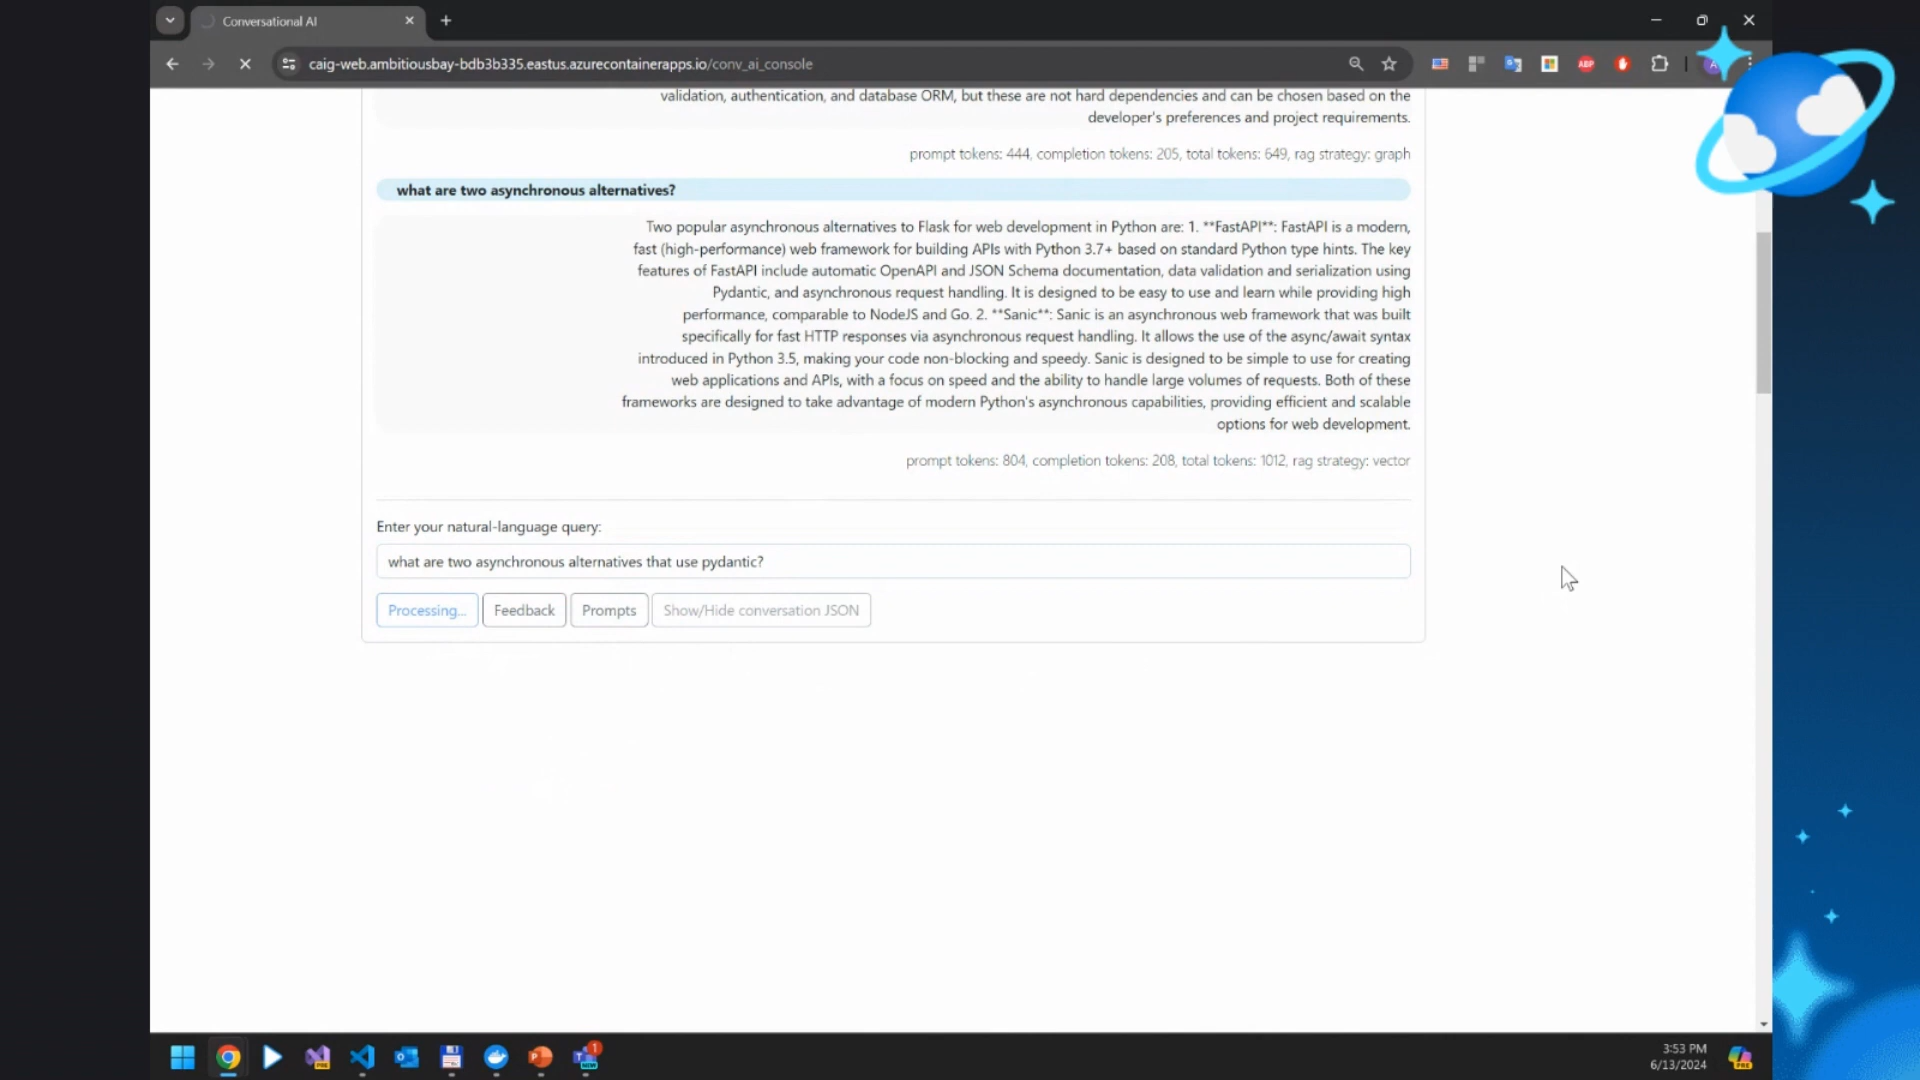 Conversational AI
caig-web.ambitiousbay-bdb3b335.eastus.azurecontainerapps.io/conv_ai_console
ABP
A
validation, authentication, and database ORM, but these are not hard dependencies and can be chosen based on the
developer's preferences and project requirements.
prompt tokens: 444, completion tokens: 205, total tokens: 649, rag strategy: graph
what are two asynchronous alternatives?
Two popular asynchronous alternatives to Flask for web development in Python are: 1. **FastAPI**: FastAPI is a modern,
fast (high-performance) web framework for building APIs with Python 3.7+ based on standard Python type hints. The key
features of FastAPI include automatic OpenAPI and JSON Schema documentation, data validation and serialization using
Pydantic, and asynchronous request handling. It is designed to be easy to use and learn while providing high
performance, comparable to NodeJS and Go. 2. **Sanic**: Sanic is an asynchronous web framework that was built
specifically for fast HTTP responses via asynchronous request handling. It allows the use of the async/await syntax
introduced in Python 3.5, making your code non-blocking and speedy. Sanic is designed to be simple to use for creating
web applications and APIs, with a focus on speed and the ability to handle large volumes of requests. Both of these
frameworks are designed to take advantage of modern Python's asynchronous capabilities, providing efficient and scalable
options for web development.
prompt tokens: 804, completion tokens: 208, total tokens: 1012, rag strategy: vector
Enter your natural-language query:
what are two asynchronous alternatives that use pydantic?
Processing... Feedback Prompts Show/Hide conversation JSON
3:53 PM
6/13/2024
PRE
1
NEW
PRE